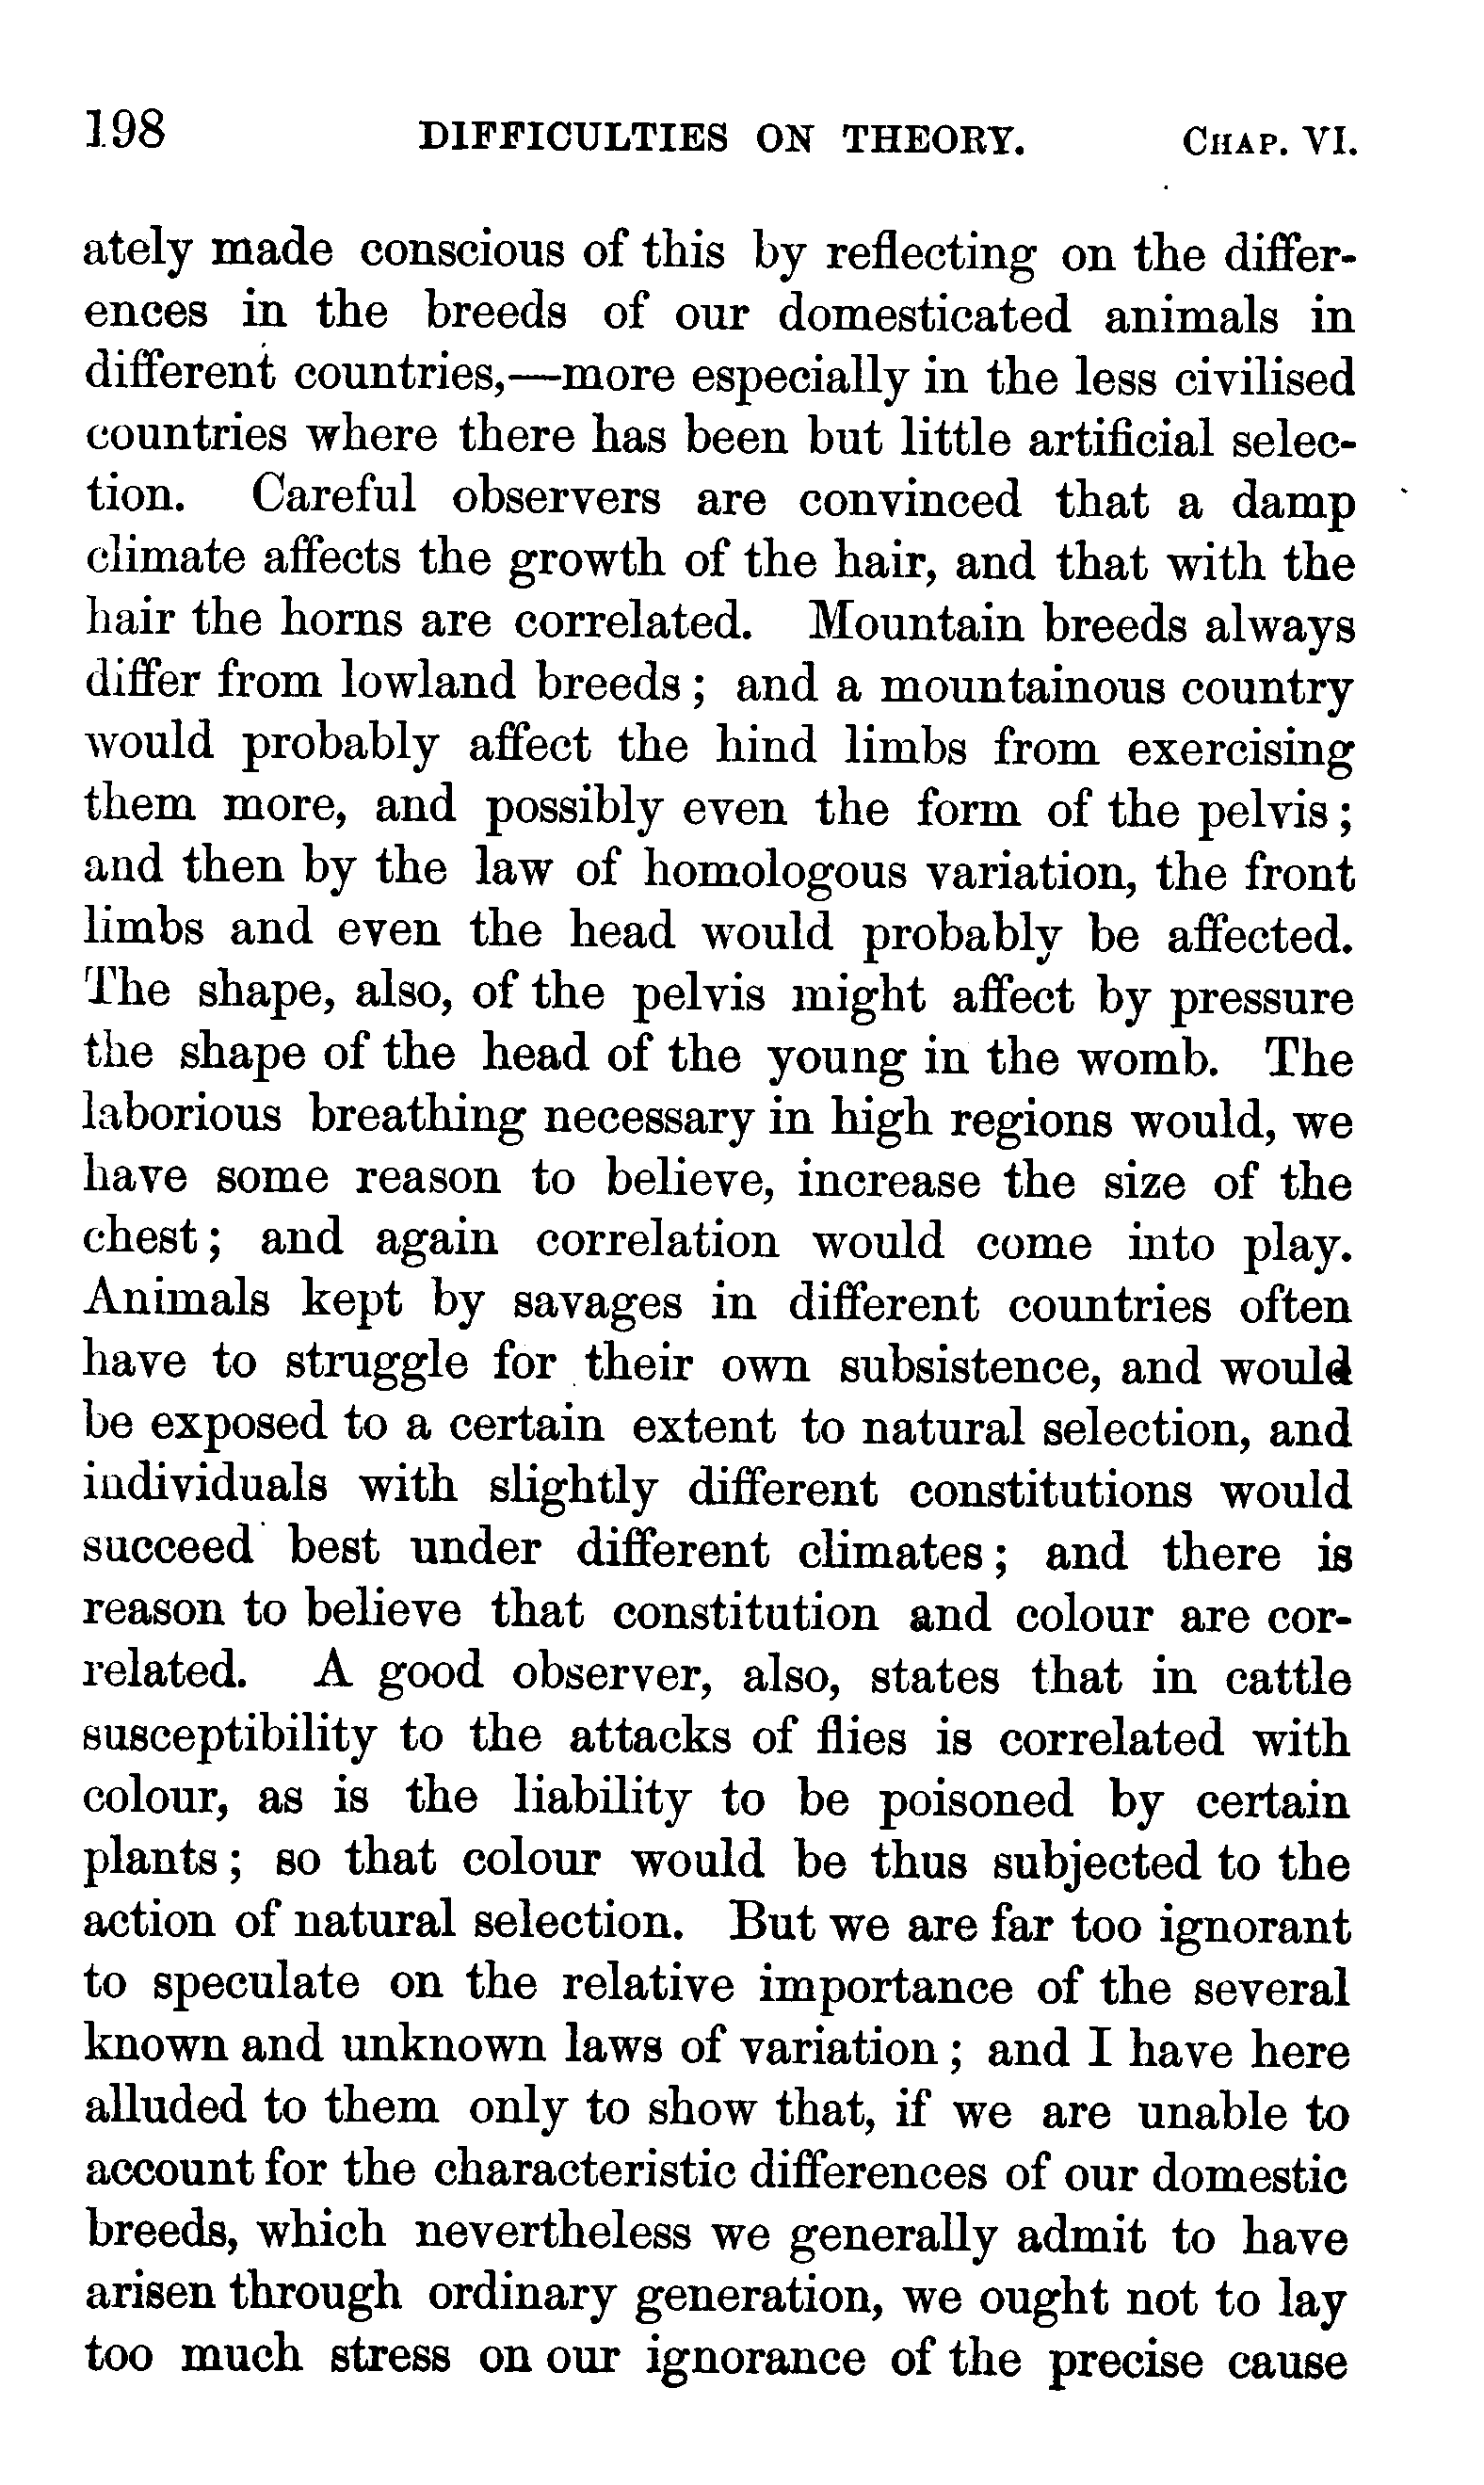 198 DIFFICULTIES ON THEORY. CHAP. VI.
ately made conscious of this by reflecting on the differ-
ences in the breeds of our domesticated animals in
different countries,—more especially in the less civilised
countries where there has been but little artificial selec-
tion. Careful observers are convinced that a damp
climate affects the growth of the hair, and that with the
hair the horns are correlated. Mountain breeds always
differ from lowland breeds; and a mountainous country
would probably affect the hind limbs from exercising
them more, and possibly even the form of the pelvis;
and then by the law of homologous variation, the front
limbs and even the head would probably be affected.
The shape, also, of the pelvis might affect by pressure
the shape of the head of the young in the womb. The
laborious breathing necessary in high regions would, we
have some reason to believe, increase the size of the
chest; and again correlation would come into play.
Animals kept by savages in different countries often
have to struggle for their own subsistence, and would
be exposed to a certain extent to natural selection, and
individuals with slightly different constitutions would
succeed best under different climates; and there is
reason to believe that constitution and colour are cor-
related. A good observer, also, states that in cattle
susceptibility to the attacks of flies is correlated with
colour, as is the liability to be poisoned by certain
plants; so that colour would be thus subjected to the
action of natural selection. But we are far too ignorant
to speculate on the relative importance of the several
known and unknown laws of variation; and I have here
alluded to them only to show that, if we are unable to
account for the characteristic differences of our domestic
breeds, which nevertheless we generally admit to have
arisen through ordinary generation, we ought not to lay
too much stress on our ignorance of the precise cause